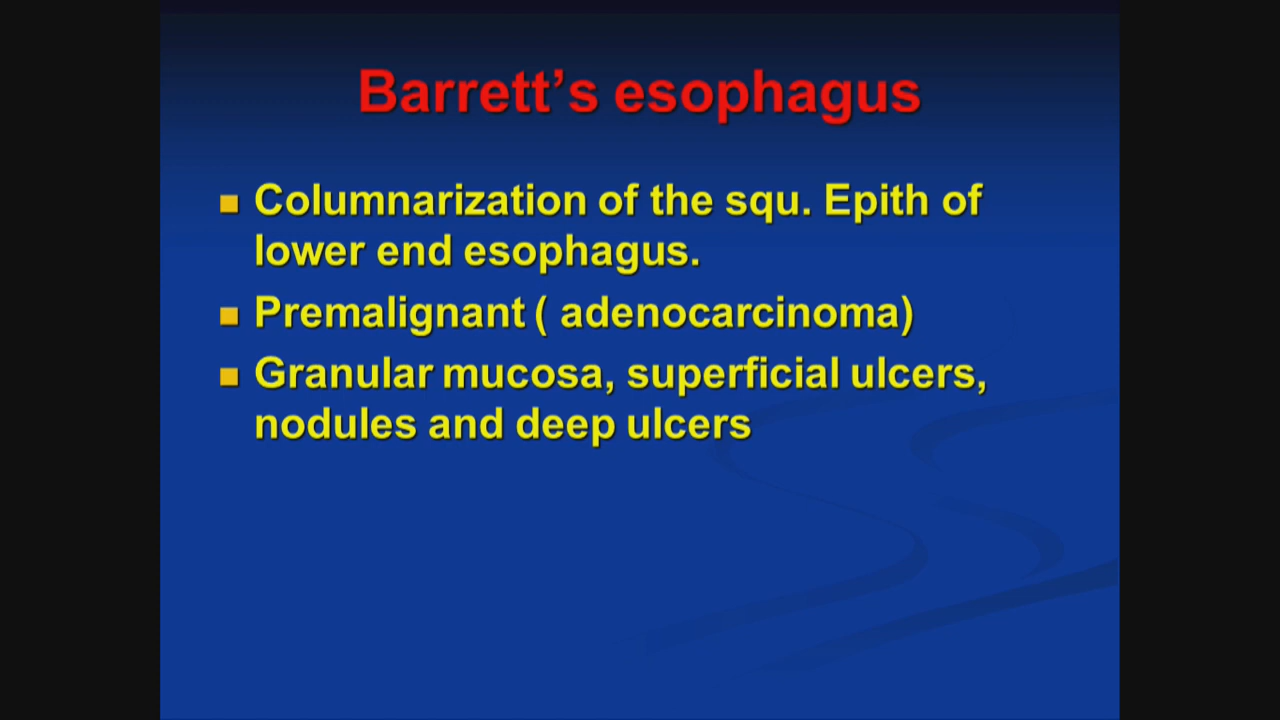 Barrett’s esophagus
Columnarization of the squ. Epith of
lower end esophagus.
Premalignant ( adenocarcinoma)
Granular mucosa, superficial ulcers,
nodules and deep ulcers